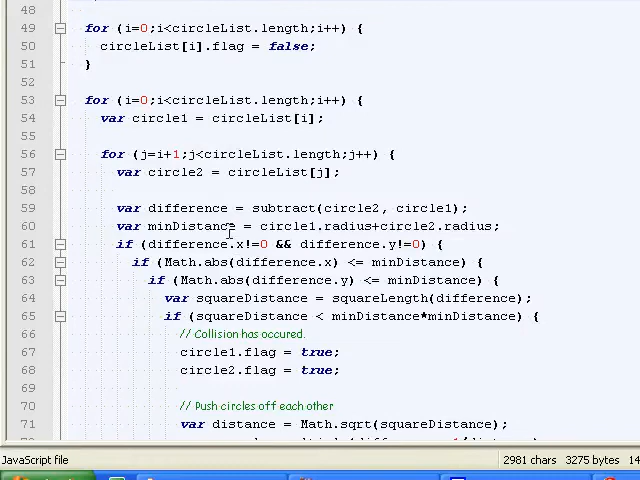 48
49 for (i=0;i<circleList.length;i++) {
50 circleList[i].flag = false;
51 }
52
53 for (i=0;i<circleList.length;i++) {
54 var circle1 = circleList[i];
55
56 for (j=i+1;j<circleList.length;j++) {
57 var circle2 = circleList[j];
58
59 var difference = subtract(circle2, circle1);
60 var minDistance = circle1.radius+circle2.radius;
61 if (difference.x!=0 && difference.y!=0) {
62 if (Math.abs(difference.x) <= minDistance) {
63 if (Math.abs(difference.y) <= minDistance) {
64 var squareDistance = squareLength(difference);
65 if (squareDistance < minDistance*minDistance) {
66 // Collision has occured.
67 circle1.flag = true;
68 circle2.flag = true;
69
70 // Push circles off each other
71 var distance = Math.sqrt(squareDistance);
JavaScript file 2981 chars 3275 bytes 14